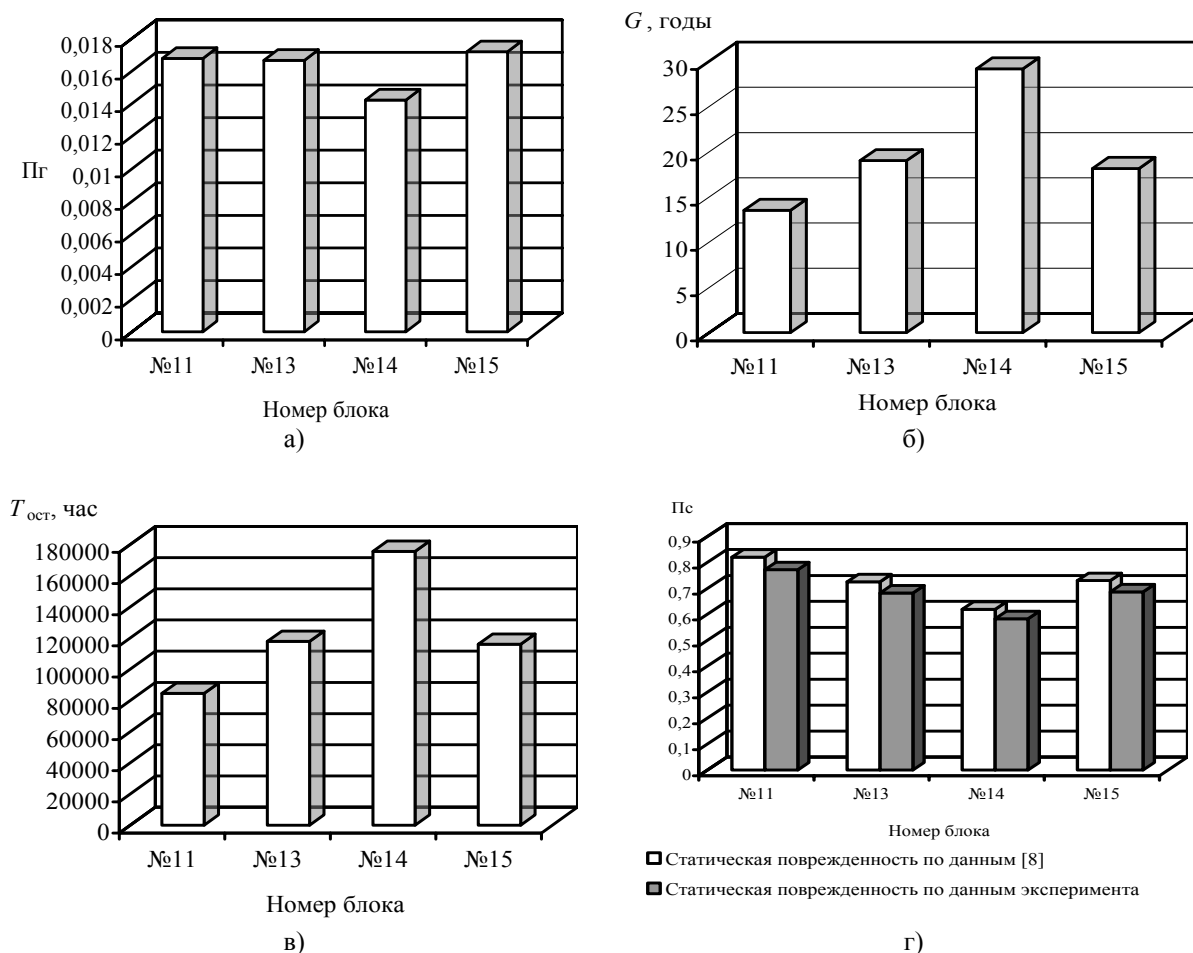 0,018
0,016
0,014
0,012
0,01
0,008
0,006
0,004
0,002
0
Пг
№11 №13 №14 №15
Номер блока
а)
G , годы
30
25
20
15
10
5
0
№11 №13 №14 №15
Номер блока
б)
T ост, час
180000
160000
140000
120000
100000
80000
60000
40000
20000
0
№11 №13 №14 №15
Номер блока
в)
Пс
0,9
0,8
0,7
0,6
0,5
0,4
0,3
0,2
0,1
0
№11 №13 №14 №15
Номер блока
Статическая поврежденность по данным [8]
Статическая поврежденность по данным эксперимента
г)